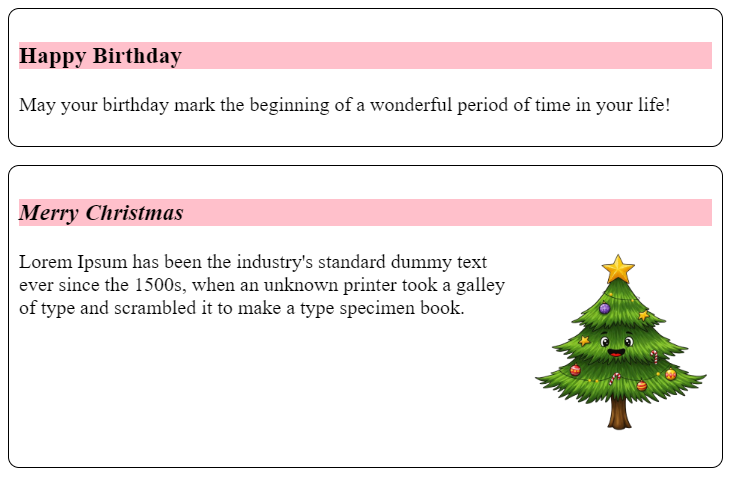 Happy Birthday
May your birthday mark the beginning of a wonderful period of time in your life!
Merry Christmas
Lorem Ipsum has been the industry's standard dummy text
ever since the 1500s, when an unknown printer took a galley
of type and scrambled it to make a type specimen book.